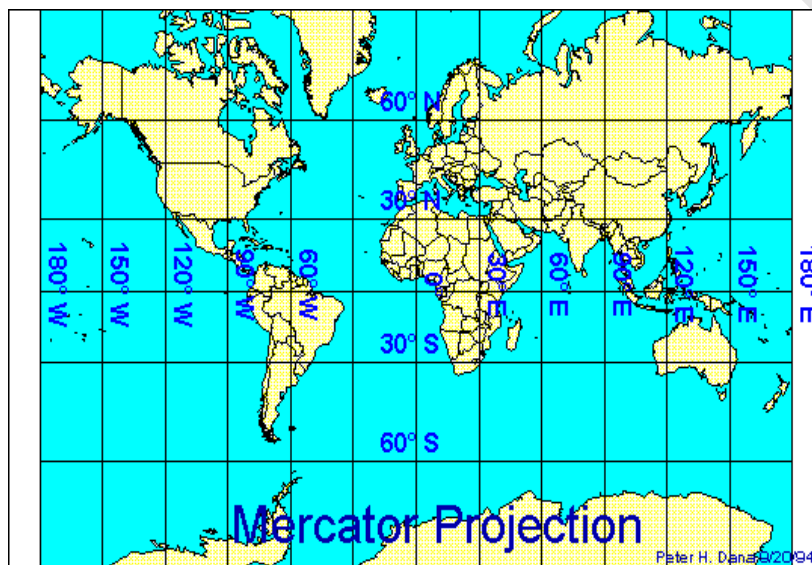 60° N
30° N
180° W
150° W
120° W
90° W
60° W
0°
30° E
60° E
90° E
120° E
150° E
180° E
30° S
60° S
Mercator Projection
Peter H. Dana 9/20/94